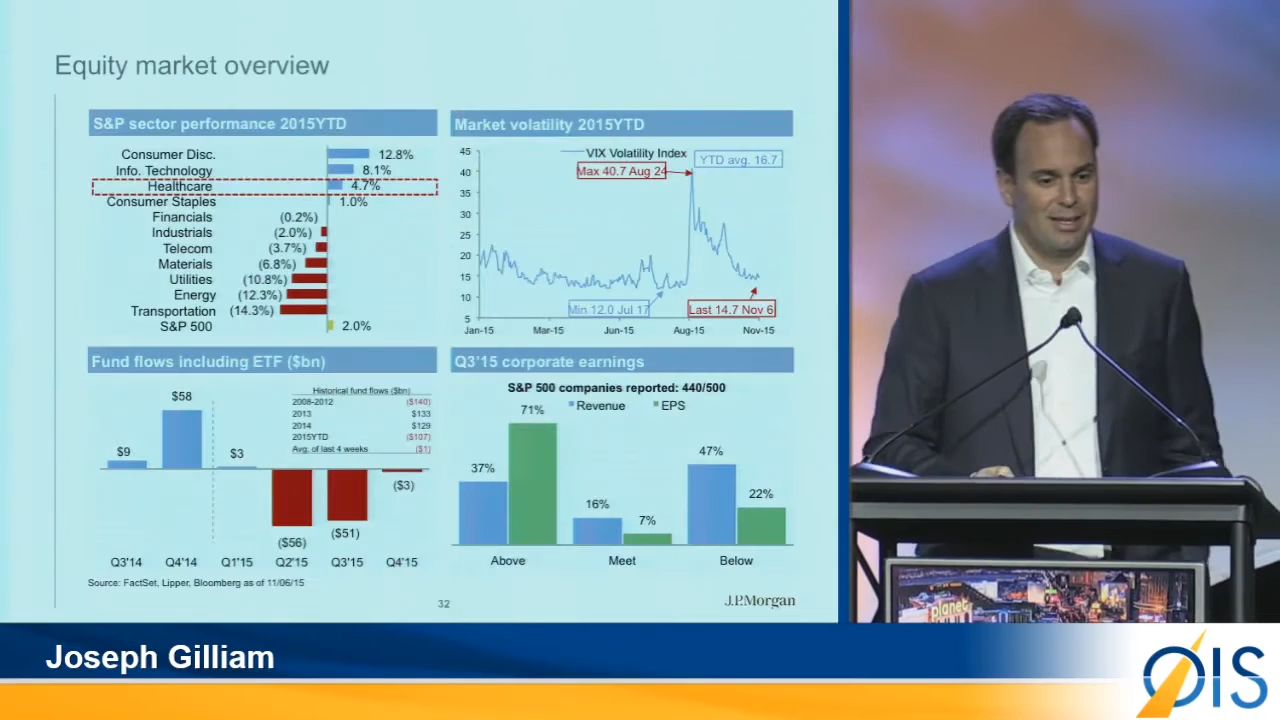 Equity market overview
S&P sector performance 2015YTD
Consumer Disc. 12.8%
Info. Technology 8.1%
Healthcare 4.7%
Consumer Staples 1.0%
Financials (0.2%)
Industrials (2.0%)
Telecom (3.7%)
Materials (6.8%)
Utilities (10.8%)
Energy (12.3%)
Transportation (14.3%)
S&P 500 2.0%
Market volatility 2015YTD
45
40
35
30
25
20
15
10
5
VIX Volatility Index
YTD avg. 16.7
Max 40.7 Aug 24
Min 12.0 Jul 17
Last 14.7 Nov 6
Jan-15 Mar-15 Jun-15 Aug-15 Nov-15
Fund flows including ETF ($bn)
Historical fund flows ($bn)
2008-2012 ($140)
2013 $133
2014 $129
2015YTD ($107)
Avg. of last 4 weeks ($1)
$9 $58 $3 ($56) ($51) ($3)
Q3'14 Q4'14 Q1'15 Q2'15 Q3'15 Q4'15
Q3'15 corporate earnings
S&P 500 companies reported: 440/500
Revenue EPS
37% 71% 16% 7% 47% 22%
Above Meet Below
Source: FactSet, Lipper, Bloomberg as of 11/06/15
32
J.P.Morgan
planet
Joseph Gilliam
OIS